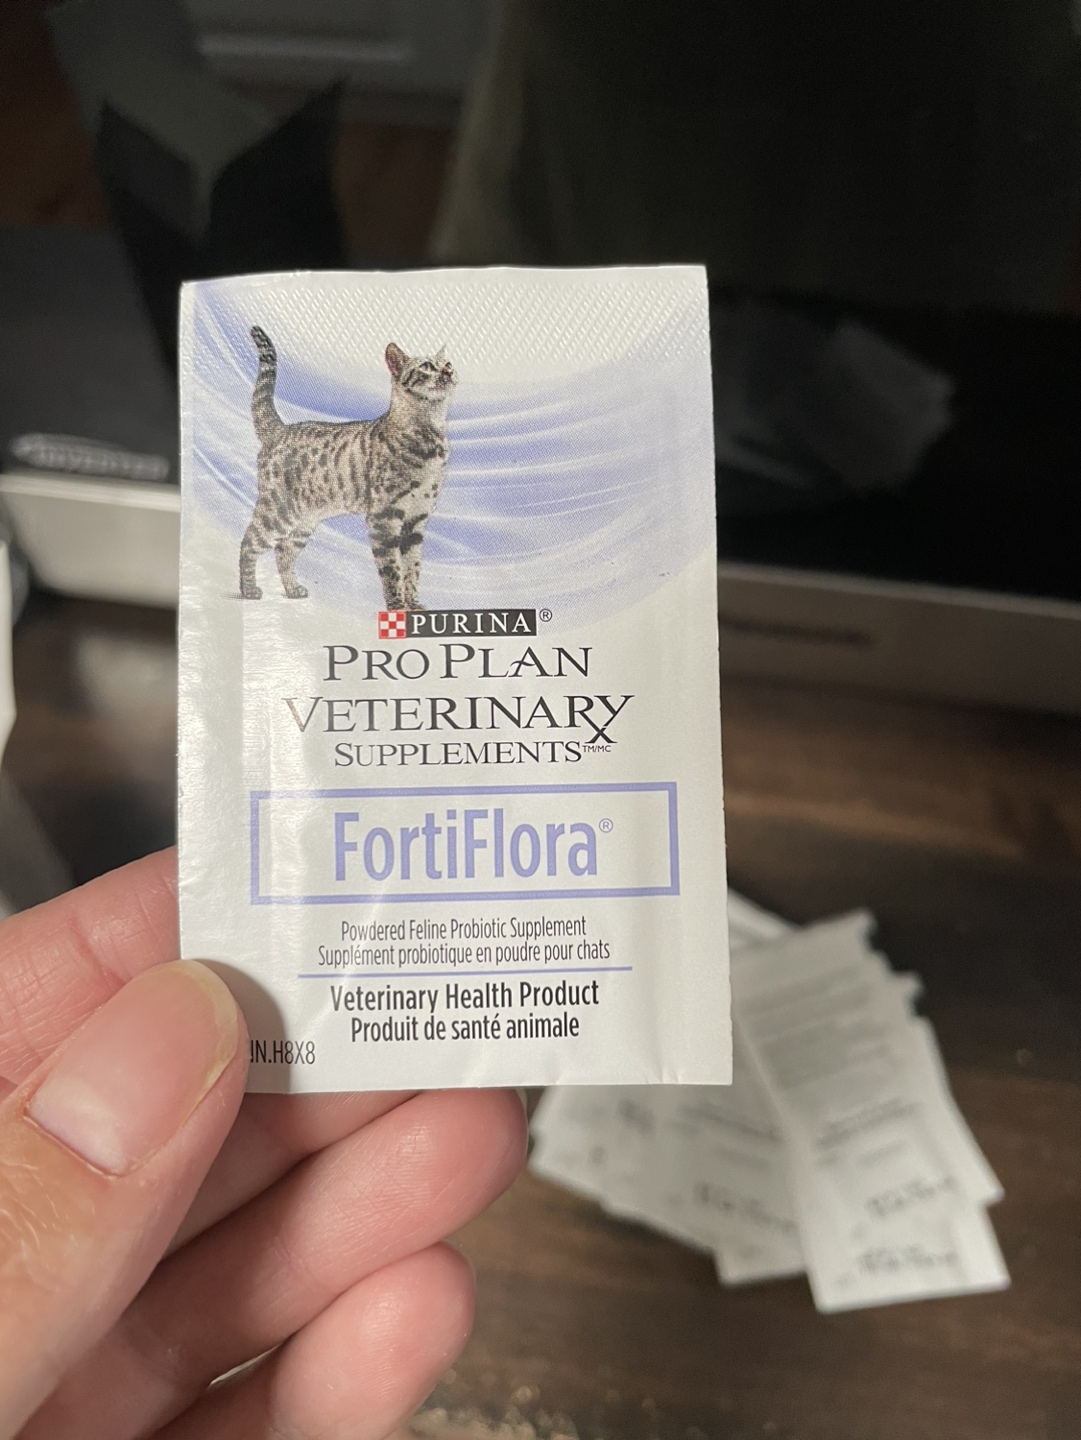 PURINA®
PRO PLAN
VETERINARY
SUPPLEMENTS™/MC
FortiFlora®
Powdered Feline Probiotic Supplement
Supplément probiotique en poudre pour chats
Veterinary Health Product
Produit de santé animale
IN.H8X8